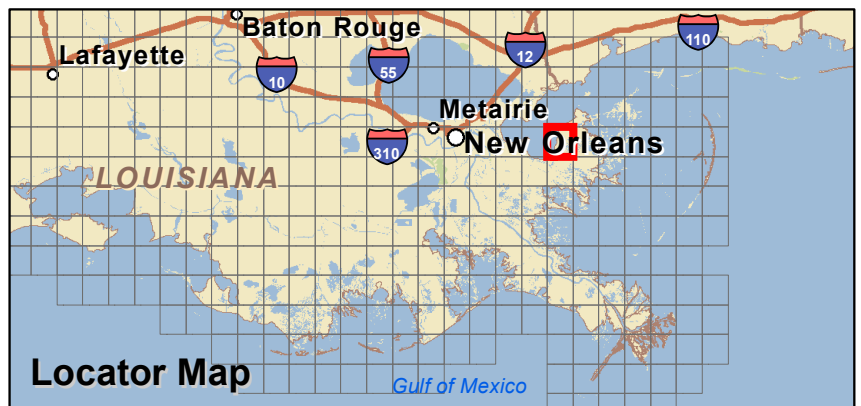 Baton Rouge
Lafayette
110
12
55
10
Metairie
New Orleans
310
LOUISIANA
Locator Map
Gulf of Mexico